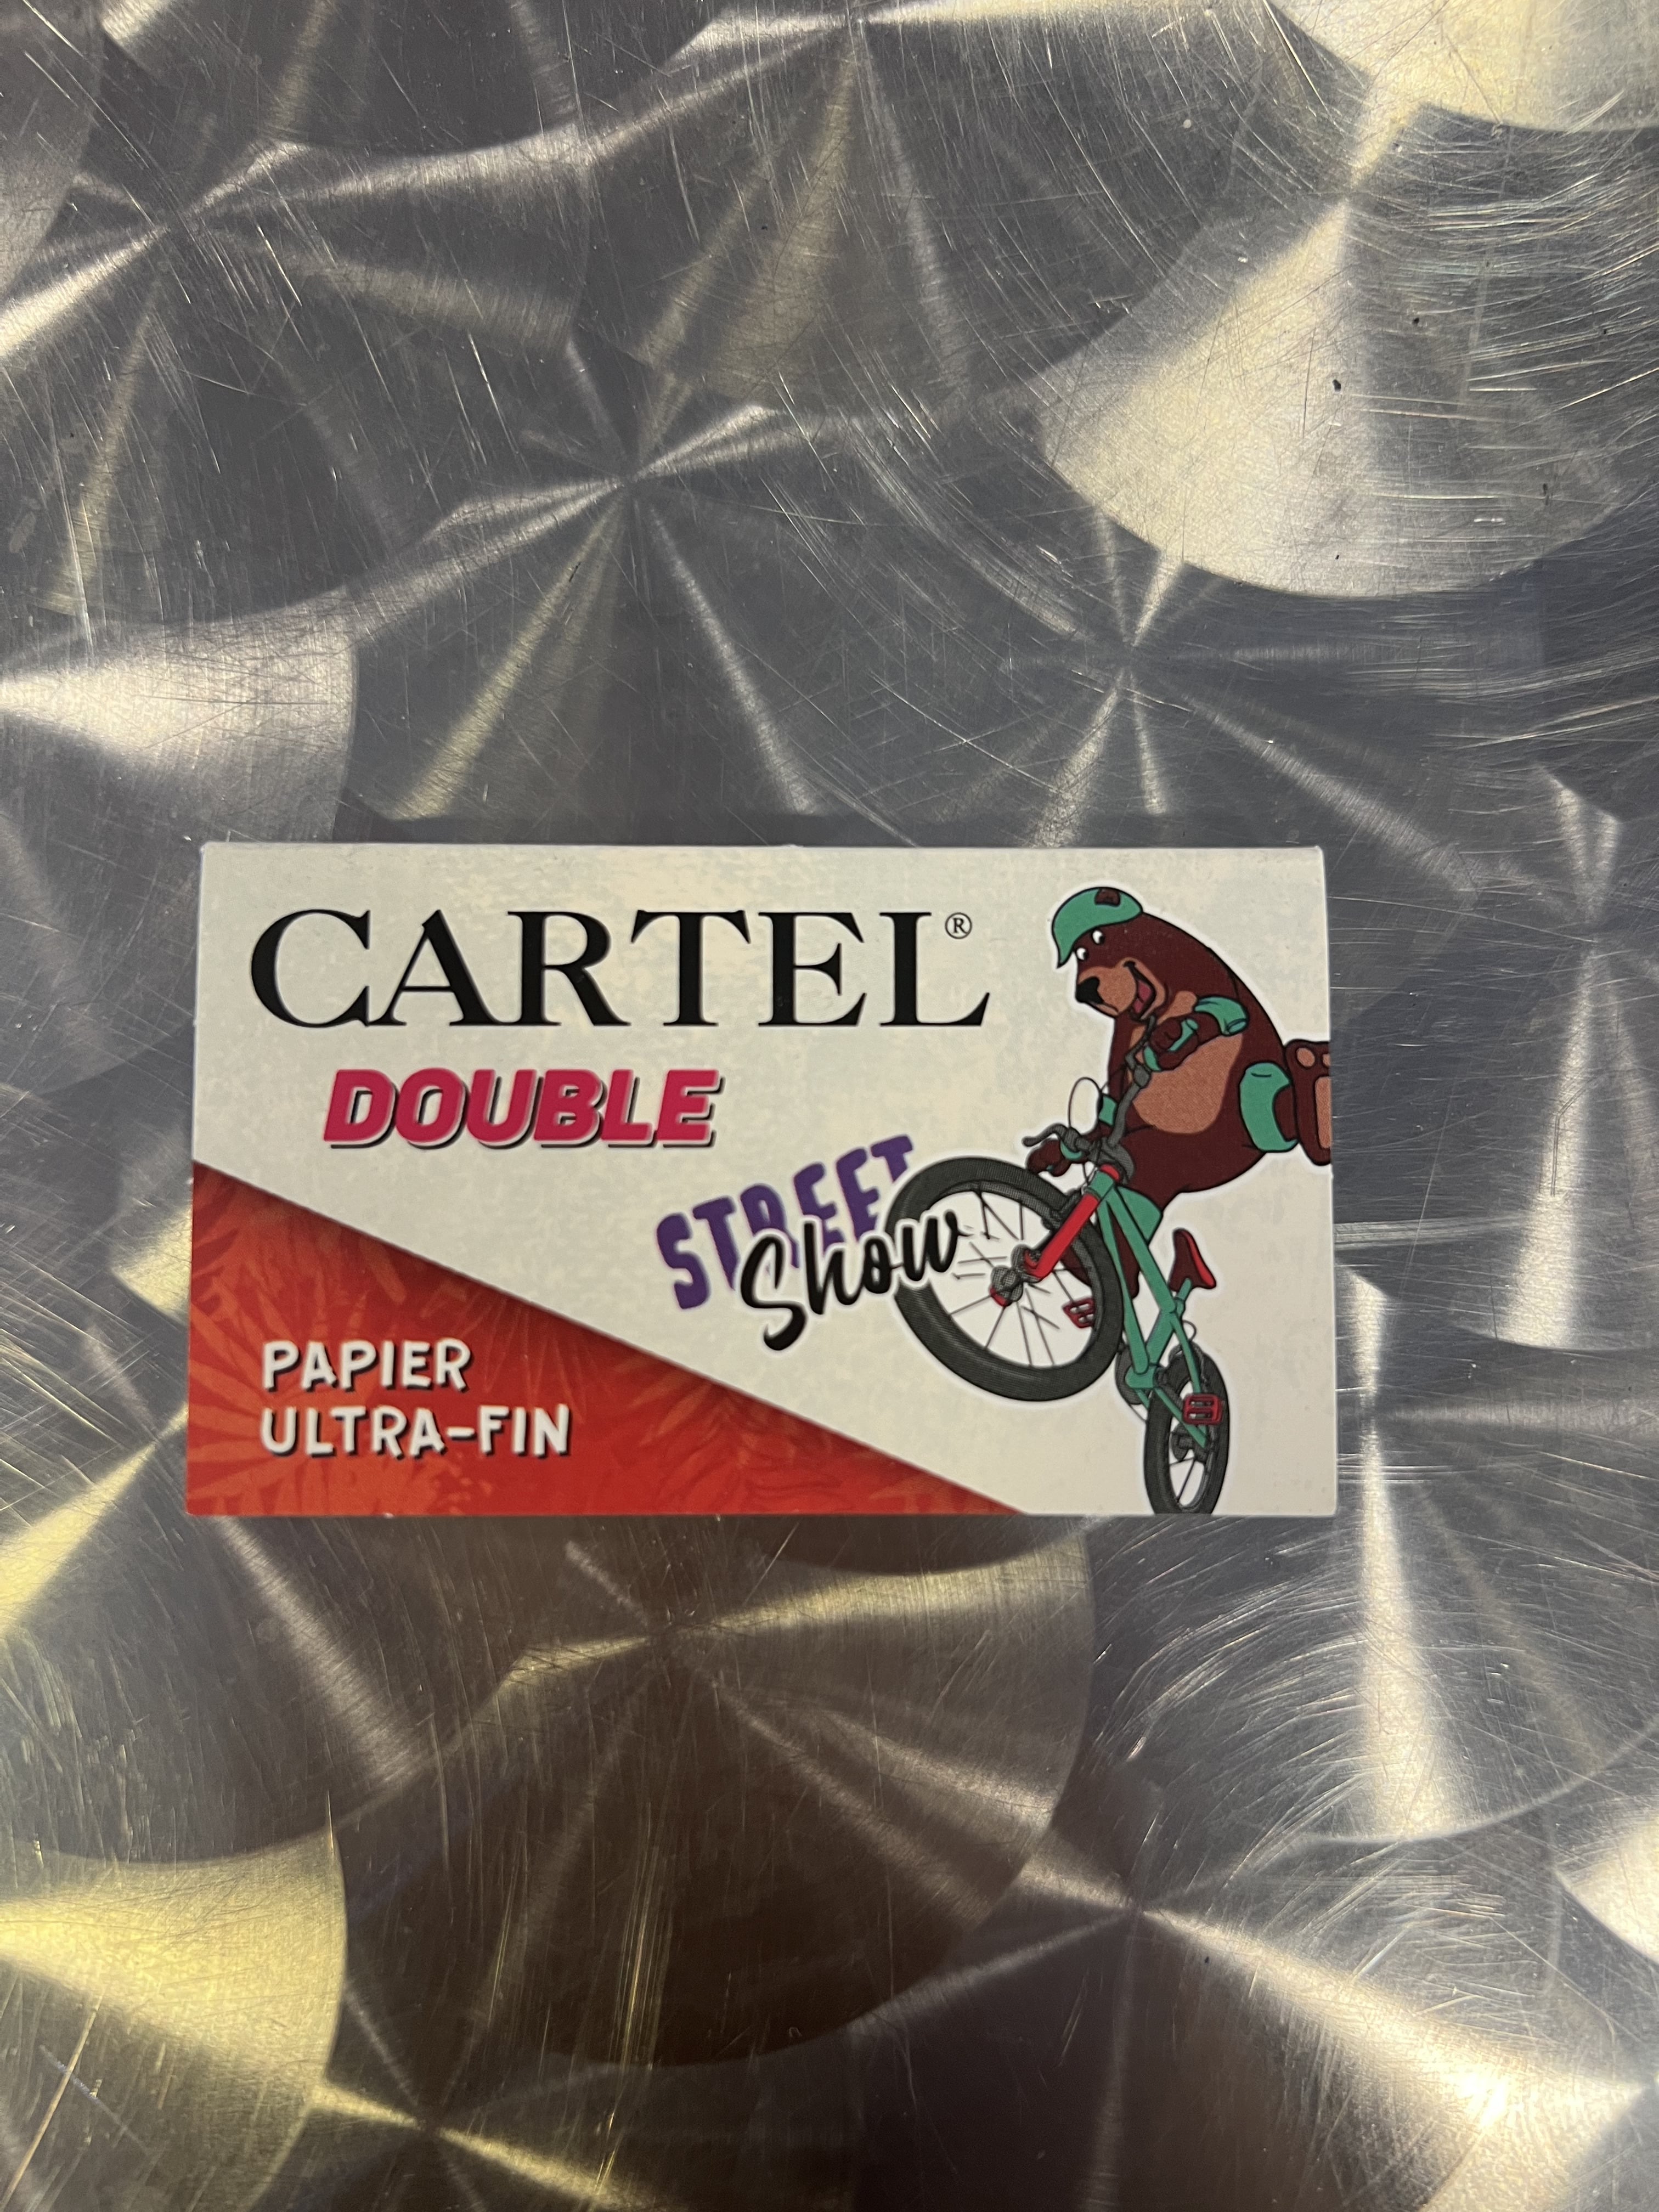 CARTEL®
DOUBLE
STREET
Show
PAPIER
ULTRA-FIN